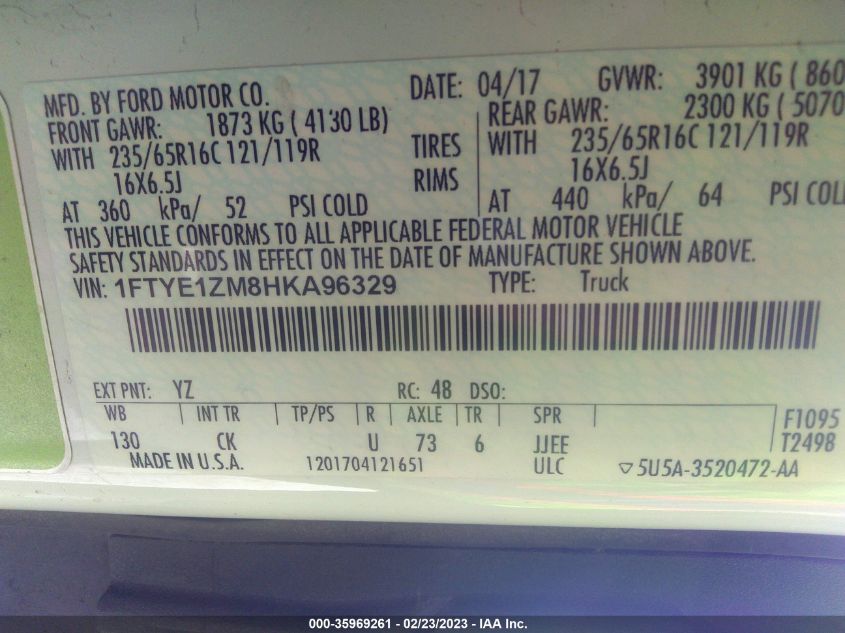 MFD. BY FORD MOTOR CO. DATE: 04/17 GVWR: 3901 KG ( 860
FRONT GAWR: 1873 KG ( 4130 LB) REAR GAWR: 2300 KG ( 5070
WITH 235/65R16C 121/119R TIRES WITH 235/65R16C 121/119R
16X6.5J RIMS 16X6.5J
AT 360 kPa/ 52 PSI COLD AT 440 kPa/ 64 PSI COL
THIS VEHICLE CONFORMS TO ALL APPLICABLE FEDERAL MOTOR VEHICLE
SAFETY STANDARDS IN EFFECT ON THE DATE OF MANUFACTURE SHOWN ABOVE.
VIN: 1FTYE1ZM8HKA96329 TYPE: Truck
EXT PNT: YZ RC: 48 DSO:
WB INT TR TP/PS R AXLE TR SPR F1095
130 CK U 73 6 JJEE T2498
MADE IN U.S.A. 1201704121651 ULC 5U5A-3520472-AA
000-35969261 - 02/23/2023 - IAA Inc.